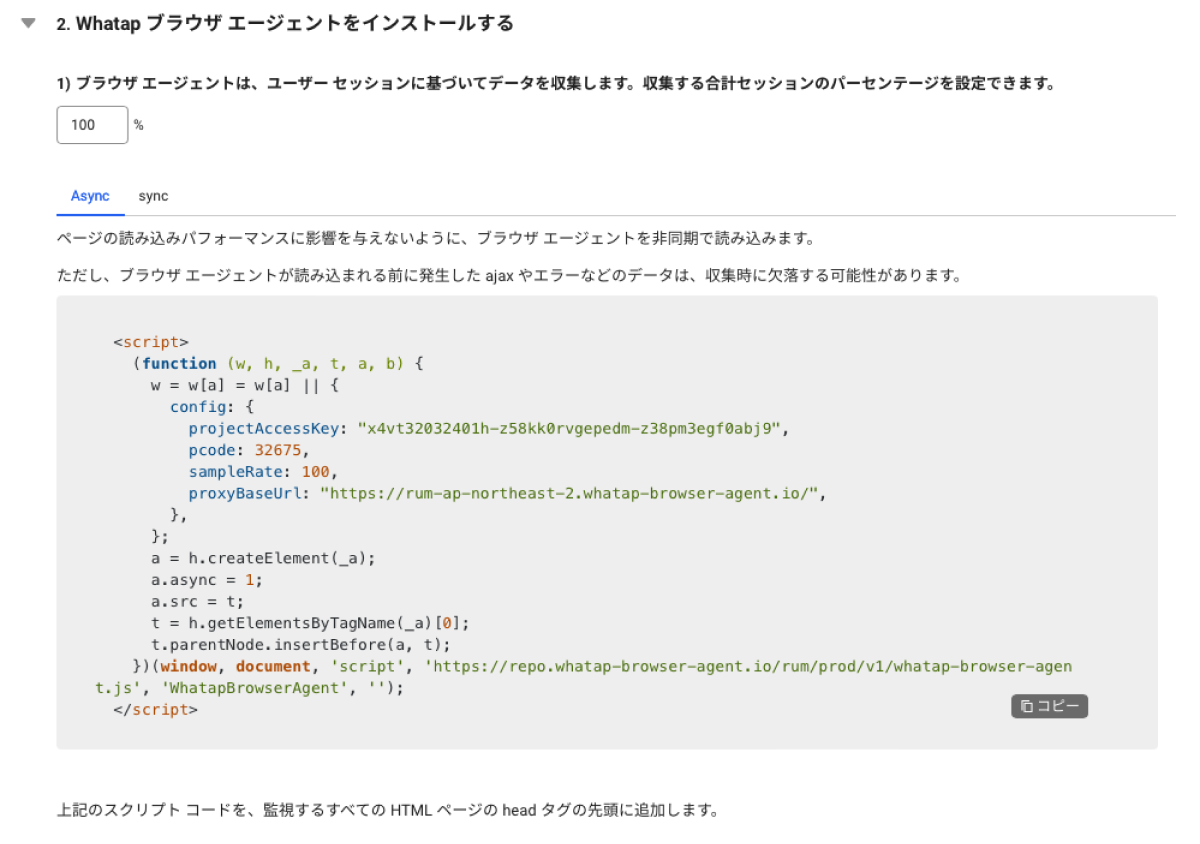 2. Whatap ブラウザ エージェントをインストールする
1) ブラウザ エージェントは、ユーザー セッションに基づいてデータを収集します。収集する合計セッションのパーセンテージを設定できます。
100 %
Async sync
ページの読み込みパフォーマンスに影響を与えないように、ブラウザ エージェントを非同期で読み込みます。
ただし、ブラウザ エージェントが読み込まれる前に発生した ajax やエラーなどのデータは、収集時に欠落する可能性があります。
<script>
(function (w, h, _a, t, a, b) {
w = w[a] = w[a] || {
config: {
projectAccessKey: "x4vt32032401h-z58kk0rvgepedm-z38pm3egf0abj9",
pcode: 32675,
sampleRate: 100,
proxyBaseUrl: "https://rum-ap-northeast-2.whatap-browser-agent.io/",
},
};
a = h.createElement(_a);
a.async = 1;
a.src = t;
t = h.getElementsByTagName(_a)[0];
t.parentNode.insertBefore(a, t);
})(window, document, 'script', 'https://repo.whatap-browser-agent.io/rum/prod/v1/whatap-browser-agen
t.js', 'WhatapBrowserAgent', '');
</script>
コピー
上記のスクリプト コードを、監視するすべての HTML ページの head タグの先頭に追加します。